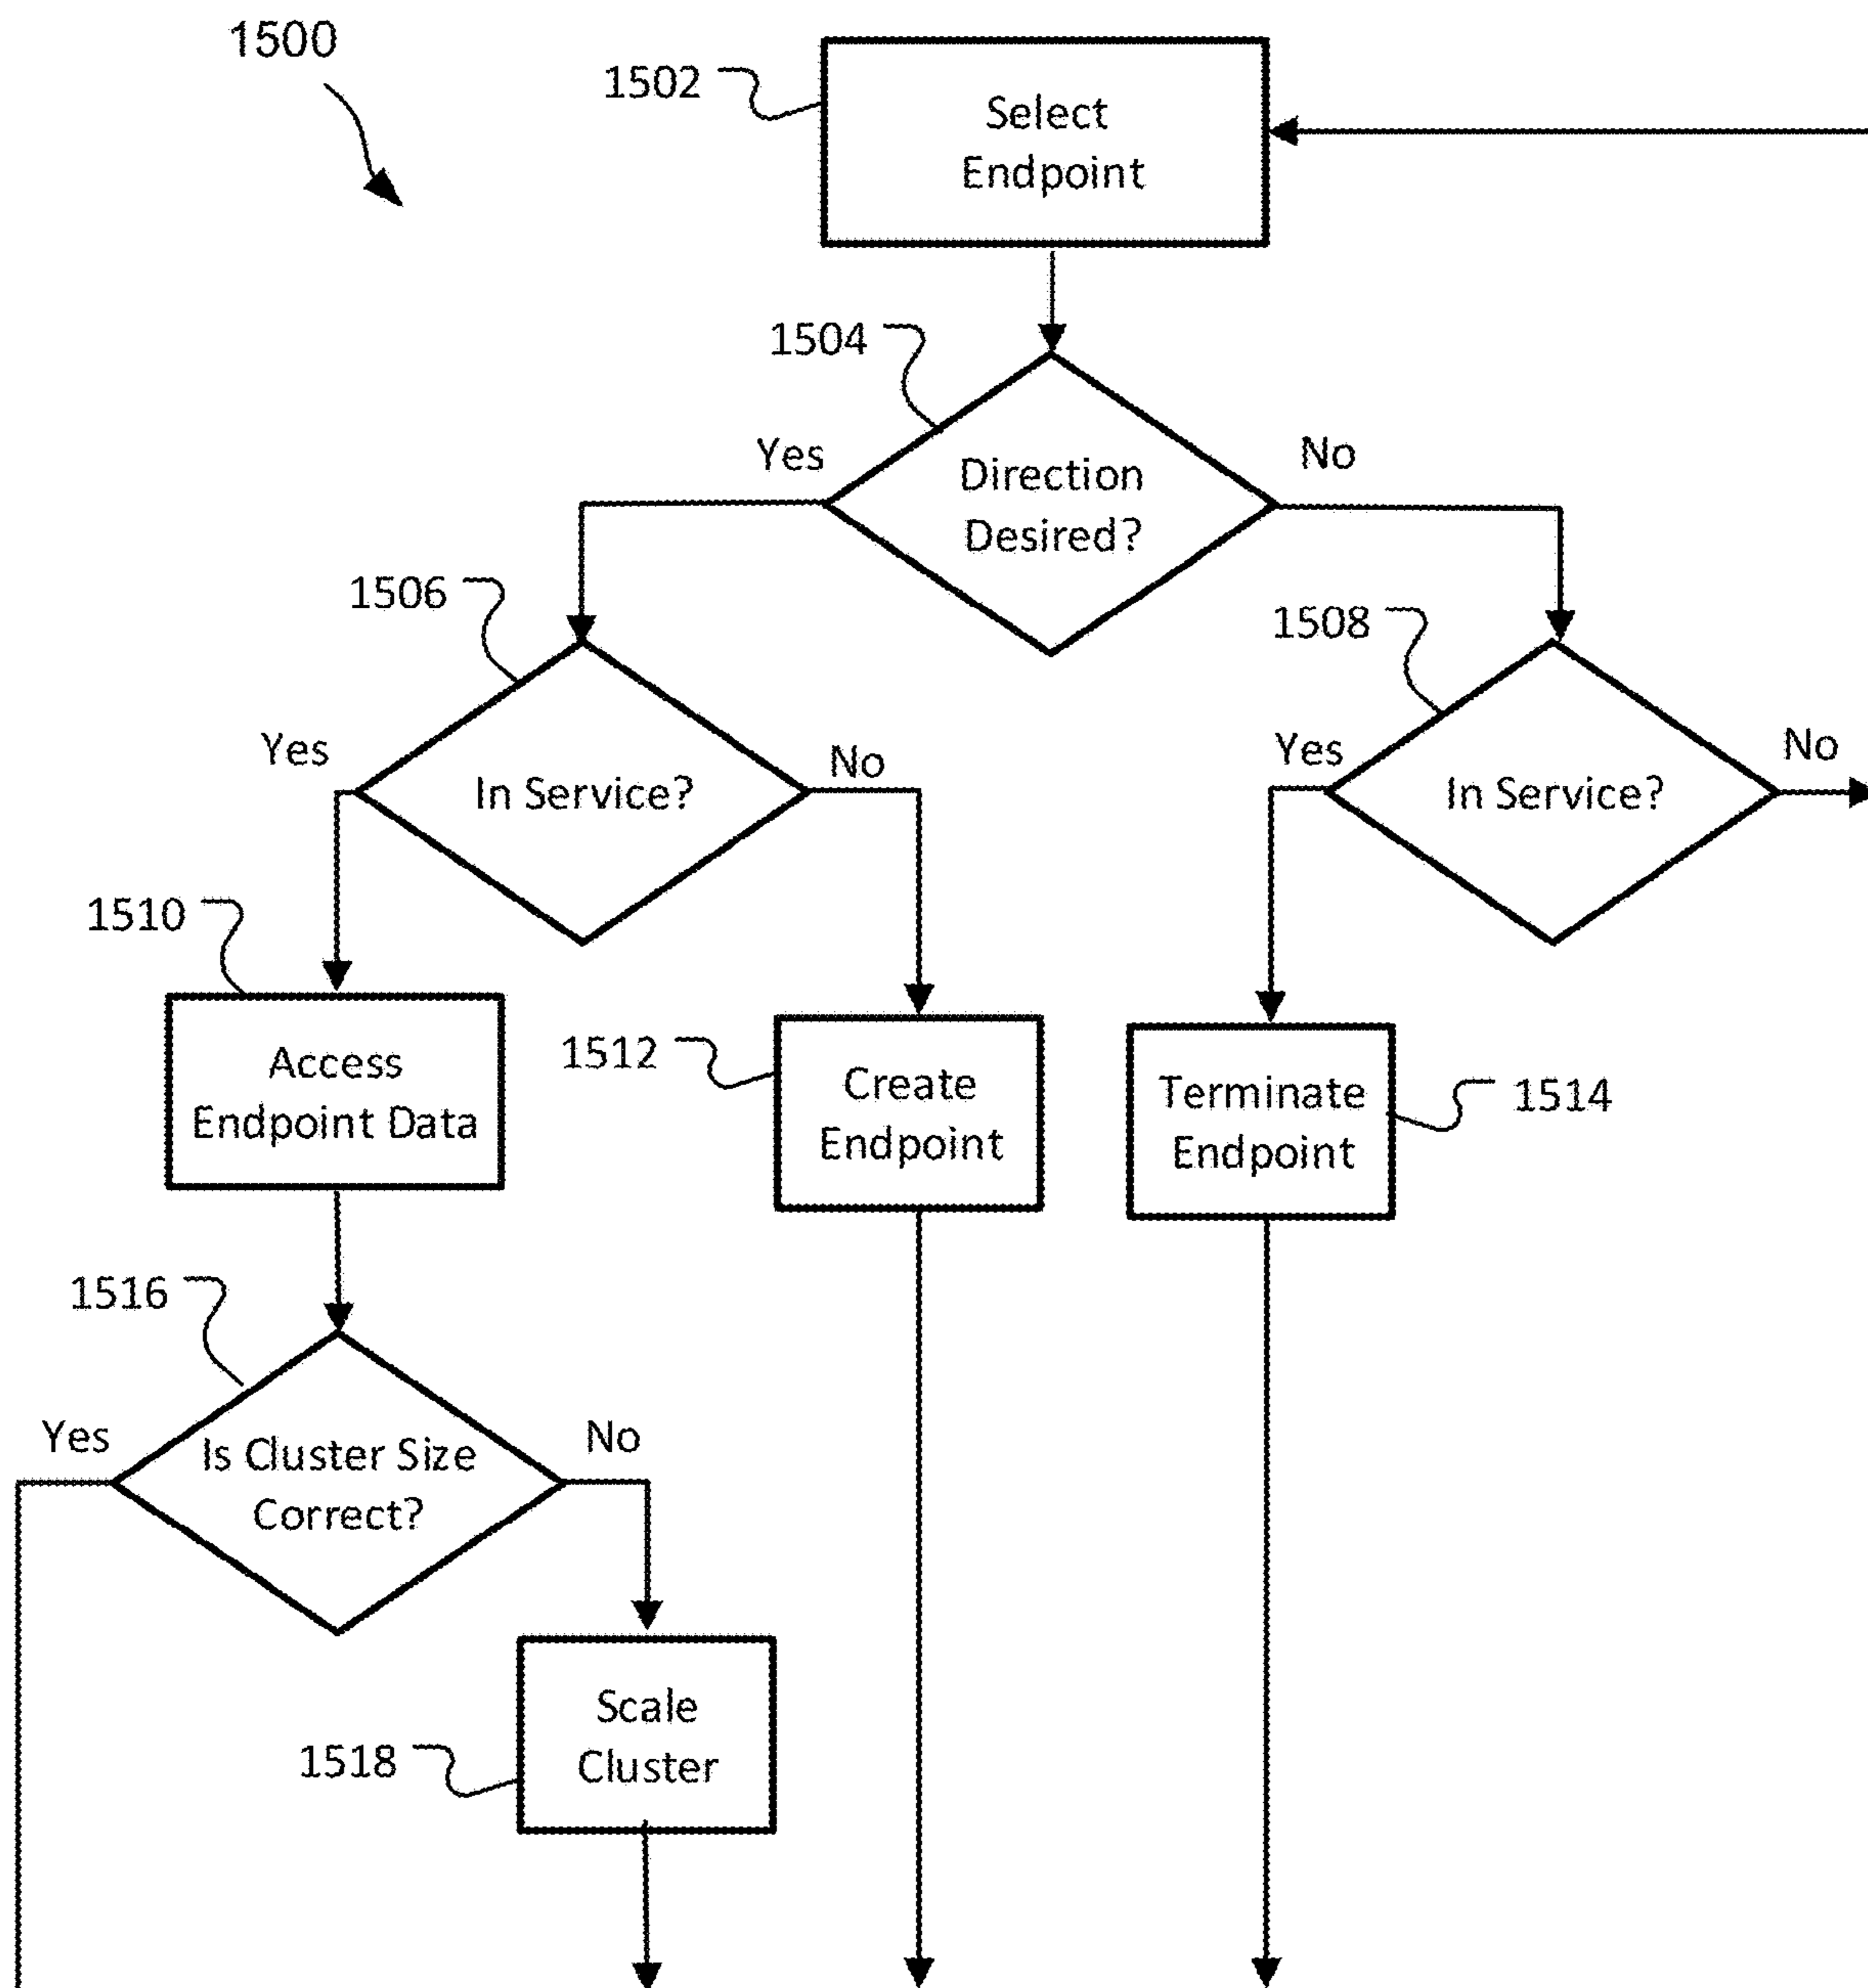 1500
1502
Select
Endpoint
1504
Yes
No
Direction
Desired?
1506
1508
Yes
No
Yes
No
In Service?
In Service?
1510
Access
Endpoint Data
1512
Create
Endpoint
Terminate
Endpoint
1514
1516
Yes
No
Is Cluster Size
Correct?
Scale
Cluster
1518